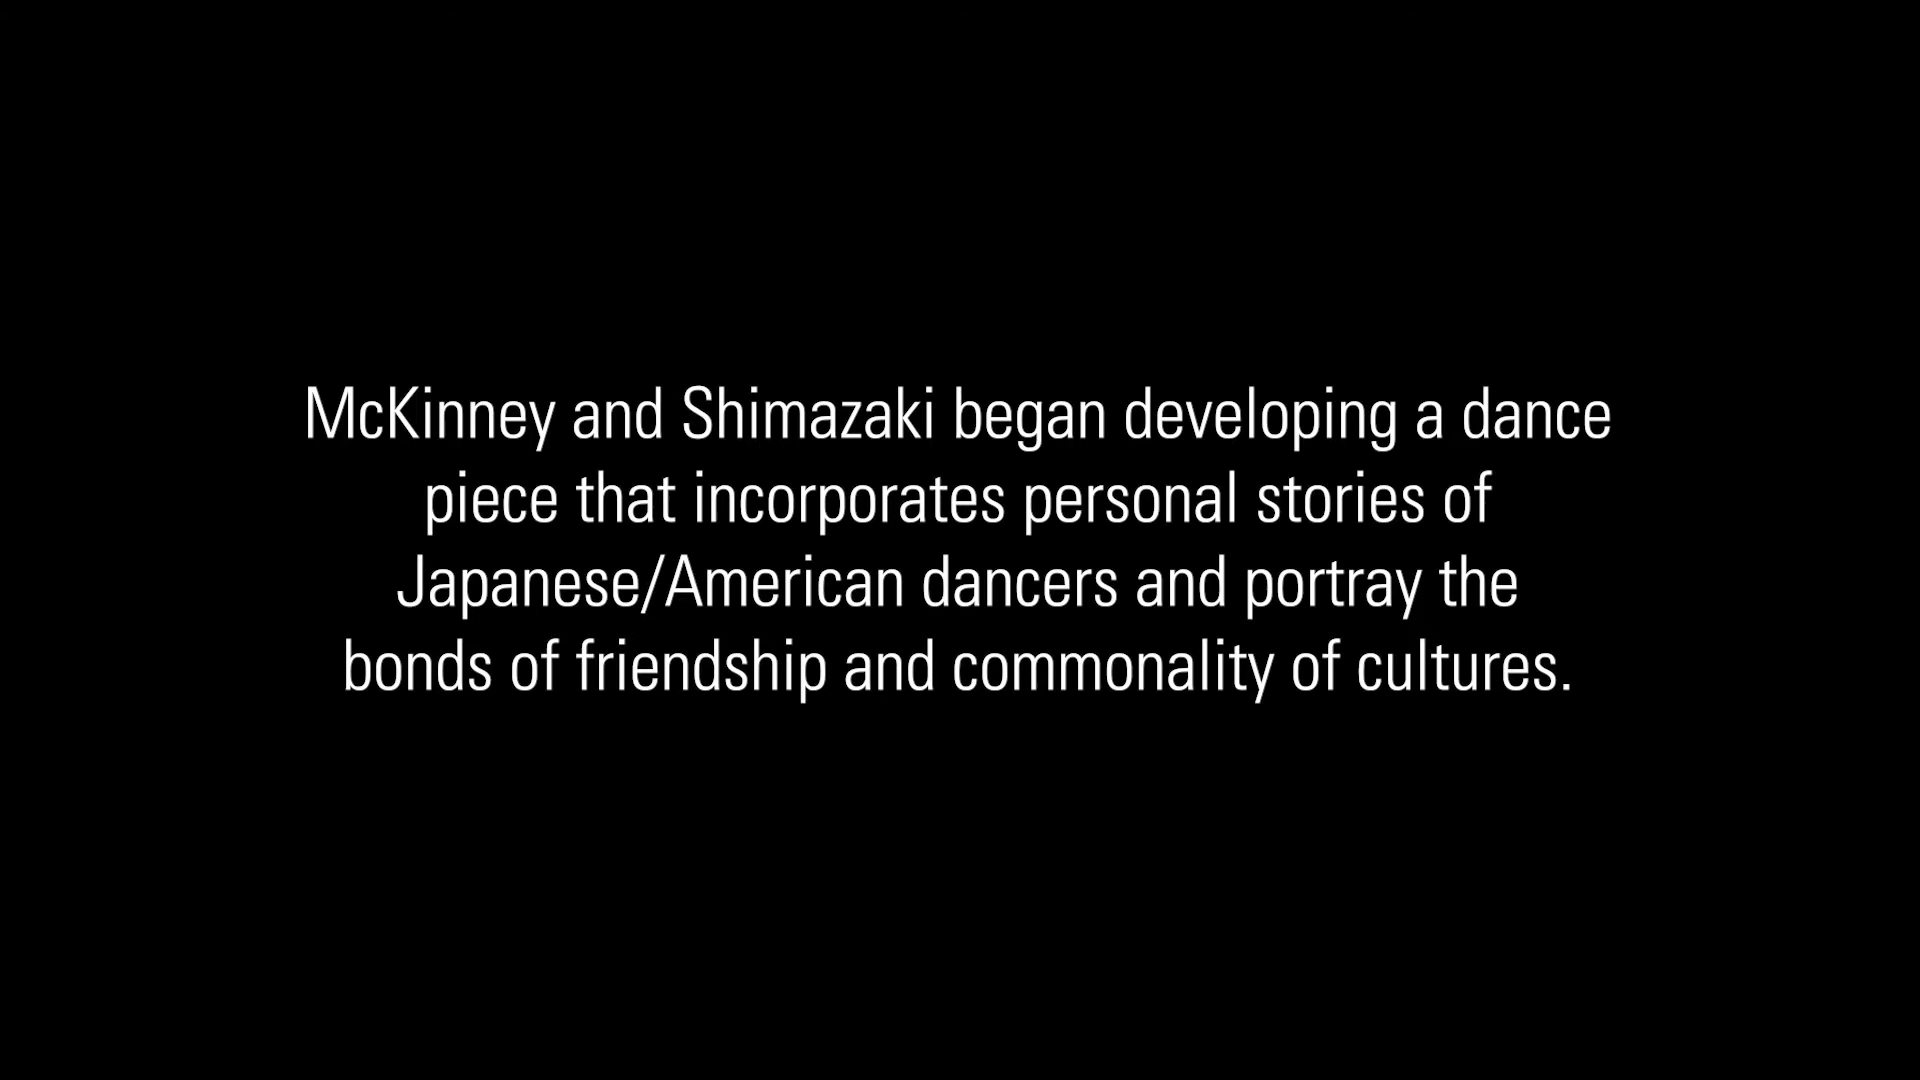 McKinney and Shimazaki began developing a dance
piece that incorporates personal stories of
Japanese/American dancers and portray the
bonds of friendship and commonality of cultures.